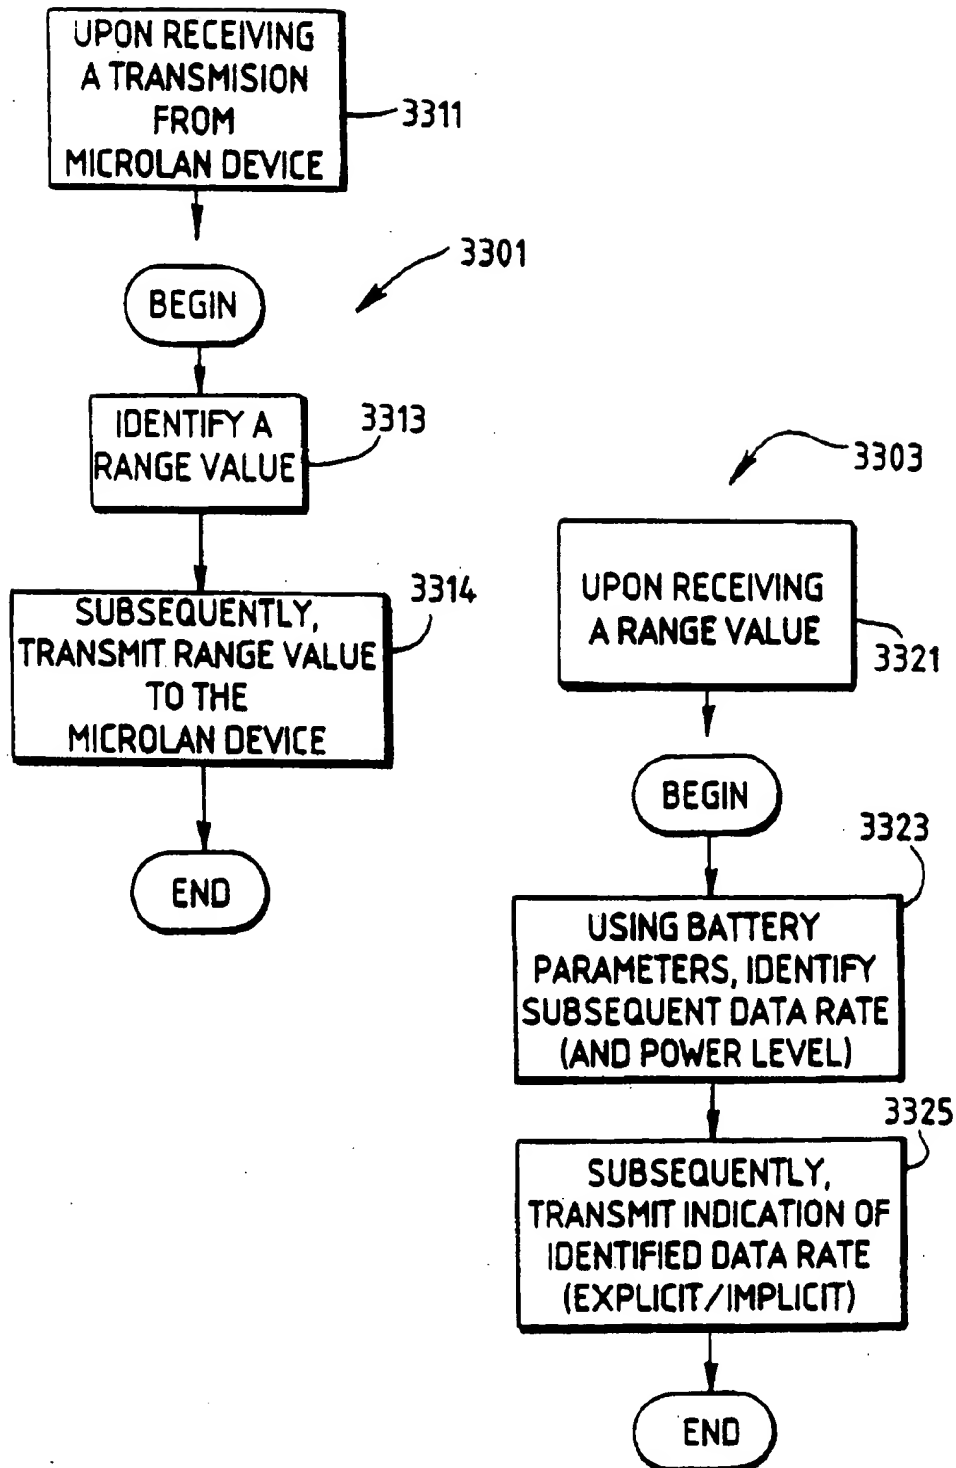 UPON RECEIVING
A TRANSMISION
FROM
MICROLAN DEVICE
3311
3301
BEGIN
IDENTIFY A
RANGE VALUE
3313
SUBSEQUENTLY,
TRANSMIT RANGE VALUE
TO THE
MICROLAN DEVICE
3314
END
3303
UPON RECEIVING
A RANGE VALUE
3321
BEGIN
3323
USING BATTERY
PARAMETERS, IDENTIFY
SUBSEQUENT DATA RATE
(AND POWER LEVEL)
3325
SUBSEQUENTLY,
TRANSMIT INDICATION OF
IDENTIFIED DATA RATE
(EXPLICIT/IMPLICIT)
END